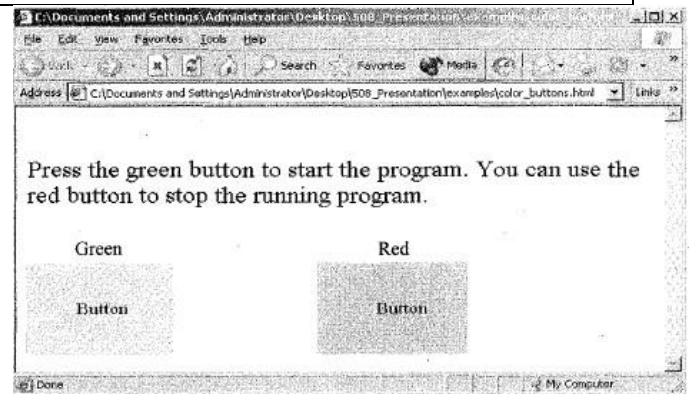 C:\Documents and Settings\Administrator\Desktop\508_Presentation\examples\color_buttons.html
File Edit View Favorites Tools Help
Back Search Favorites Media
Address C:\Documents and Settings\Administrator\Desktop\508_Presentation\examples\color_buttons.html Links
Press the green button to start the program. You can use the
red button to stop the running program.
Green Red
Button Button
Done My Computer